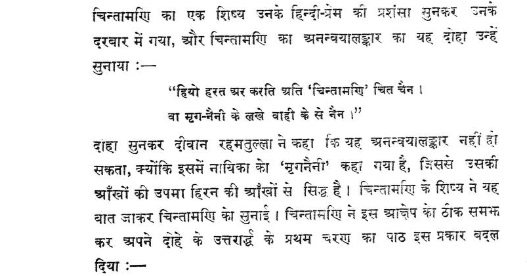 चिन्तामणि का एक शिष्य उनके हिन्दी-प्रेम की प्रशंसा सुनकर उनके
दरबार में गया, और चिन्तामणि का अनन्वयालङ्कार का यह दोहा उन्हें
सुनाया :—
“हियो हरत अर करति अति ‘चिन्तामणि’ चित चैन ।
वा मृग-नैनी के लखे वाही के से नैन ।”
दोहा सुनकर दीवान रहमतुल्ला ने कहा कि यह अनन्वयालङ्कार नहीं हो
सकता, क्योंकि इसमें नायिका को ‘मृगनैनी’ कहा गया है, जिससे उसकी
आँखों की उपमा हिरन की आँखों से सिद्ध है । चिन्तामणि के शिष्य ने यह
बात जाकर चिन्तामणि को सुनाई । चिन्तामणि ने इस आक्षेप को ठीक समझ
कर अपने दोहे के उत्तरार्द्ध के प्रथम चरण का पाठ इस प्रकार बदल
दिया :—